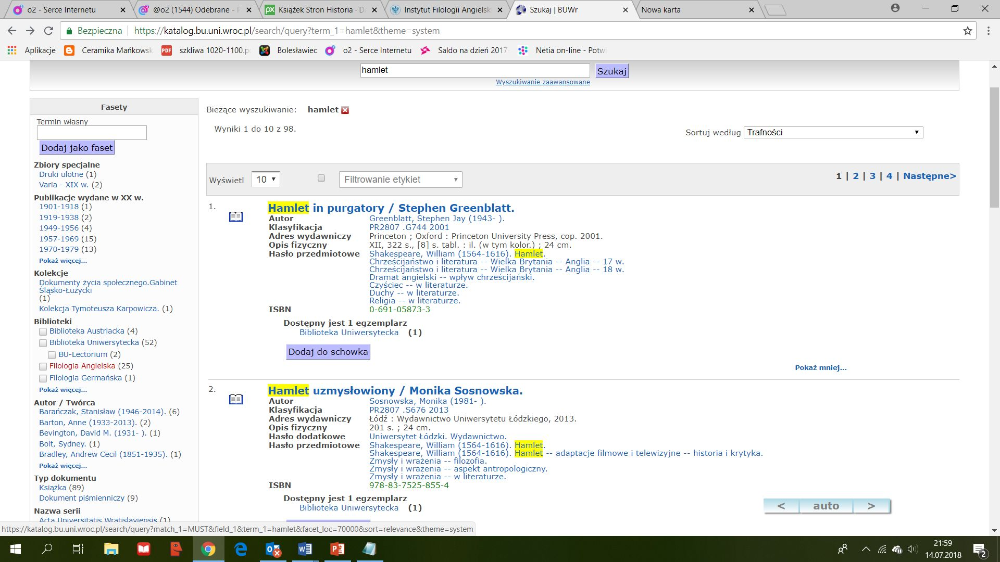 o2 - Serce Internetu
@o2 (1544) Odebrane - P
Książek Stron Historia · Do
Instytut Filologii Angielsk
Szukaj | BUWr
Nowa karta
Bezpieczna
https://katalog.bu.uni.wroc.pl/search/query?term_1=hamlet&theme=system
Aplikacje
Ceramika Mańkowsk
PDF
szkliwa 1020-1100.p
Bolesławiec
o2 - Serce Internetu
Saldo na dzień 2017-
Netia on-line - Potwi
hamlet
Szukaj
Wyszukiwanie zaawansowane
Fasety
Termin własny
Dodaj jako faset
Zbiory specjalne
Druki ulotne (1)
Varia - XIX w. (2)
Publikacje wydane w XX w.
1901-1918 (1)
1919-1938 (2)
1949-1956 (4)
1957-1969 (15)
1970-1979 (13)
Pokaż więcej...
Kolekcje
Dokumenty życia społecznego.Gabinet
Śląsko-Łużycki
(1)
Kolekcja Tymoteusza Karpowicza. (1)
Biblioteki
Biblioteka Austriacka (4)
Biblioteka Uniwersytecka (52)
BU-Lectorium (2)
Filologia Angielska (25)
Filologia Germańska (1)
Pokaż więcej...
Autor / Twórca
Barańczak, Stanisław (1946-2014). (6)
Barton, Anne (1933-2013). (2)
Bevington, David M. (1931- ). (1)
Bolt, Sydney. (1)
Bradley, Andrew Cecil (1851-1935). (1)
Pokaż więcej...
Typ dokumentu
Książka (89)
Dokument piśmienniczy (9)
Nazwa serii
Acta Universitatis Wratislaviensis (1)
Bieżące wyszukiwanie: hamlet
Wyniki 1 do 10 z 98.
Sortuj według Trafności
Wyświetl 10
Filtrowanie etykiet
1 | 2 | 3 | 4 | Następne>
1.
Hamlet in purgatory / Stephen Greenblatt.
Autor Greenblatt, Stephen Jay (1943- ).
Klasyfikacja PR2807 .G744 2001
Adres wydawniczy Princeton ; Oxford : Princeton University Press, cop. 2001.
Opis fizyczny XII, 322 s., [8] s. tabl. : il. (w tym kolor.) ; 24 cm.
Hasło przedmiotowe Shakespeare, William (1564-1616). Hamlet.
Chrześcijaństwo i literatura -- Wielka Brytania -- Anglia -- 17 w.
Chrześcijaństwo i literatura -- Wielka Brytania -- Anglia -- 18 w.
Dramat angielski -- wpływ chrześcijański.
Czyściec -- w literaturze.
Duchy -- w literaturze.
Religia -- w literaturze.
ISBN 0-691-05873-3
Dostępny jest 1 egzemplarz
Biblioteka Uniwersytecka (1)
Dodaj do schowka
Pokaż mniej...
2.
Hamlet uzmysłowiony / Monika Sosnowska.
Autor Sosnowska, Monika (1981- ).
Klasyfikacja PR2807 .S676 2013
Adres wydawniczy Łódź : Wydawnictwo Uniwersytetu Łódzkiego, 2013.
Opis fizyczny 201 s. ; 24 cm.
Hasło dodatkowe Uniwersytet Łódzki. Wydawnictwo.
Hasło przedmiotowe Shakespeare, William (1564-1616). Hamlet.
Shakespeare, William (1564-1616). Hamlet -- adaptacje filmowe i telewizyjne -- historia i krytyka.
Zmysły i wrażenia -- filozofia.
Zmysły i wrażenia -- aspekt antropologiczny.
Zmysły i wrażenia -- w literaturze.
ISBN 978-83-7525-855-4
Dostępny jest 1 egzemplarz
Biblioteka Uniwersytecka (1)
< auto >
https://katalog.bu.uni.wroc.pl/search/query?match_1=MUST&field_1&term_1=hamlet&facet_loc=70000&sort=relevance&theme=system
21:59
14.07.2018
2